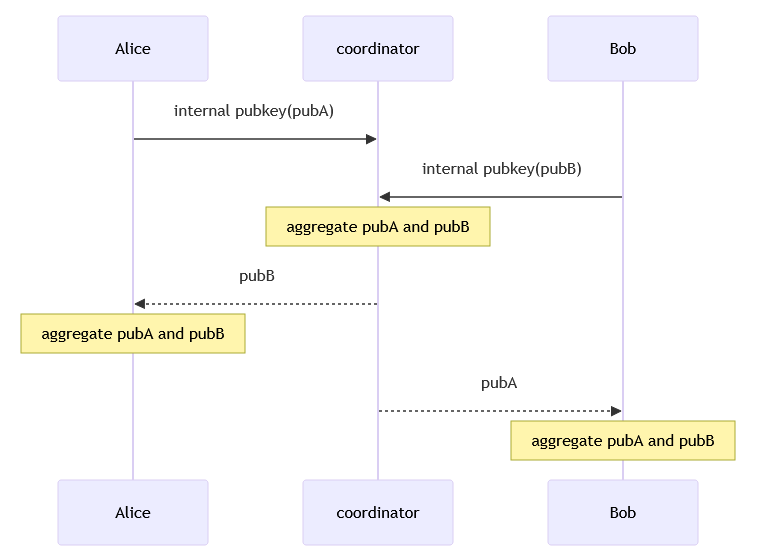 Alice
coordinator
Bob
internal pubkey(pubA)
internal pubkey(pubB)
aggregate pubA and pubB
pubB
aggregate pubA and pubB
pubA
aggregate pubA and pubB
Alice
coordinator
Bob